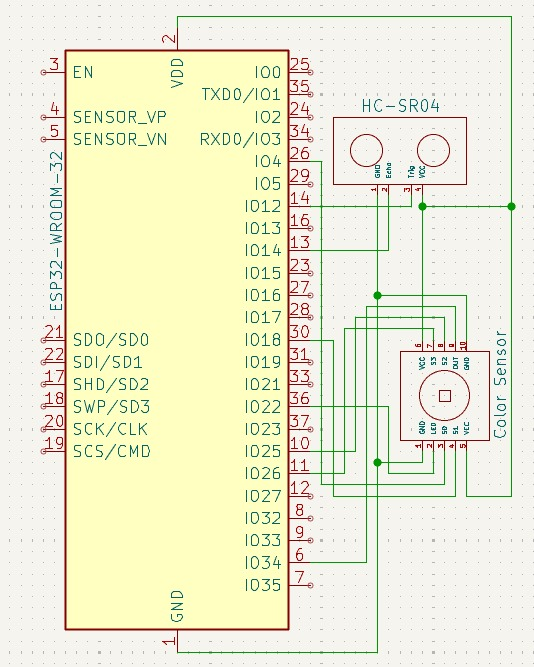 2
VDD
3 EN
4 SENSOR_VP
5 SENSOR_VN
ESP32-WROOM-32
21 SDO/SD0
22 SDI/SD1
17 SHD/SD2
18 SWP/SD3
20 SCK/CLK
19 SCS/CMD
IO0 25
TXD0/IO1 35
IO2 24
RXD0/IO3 34
IO4 26
IO5 29
IO12 14
IO13 16
IO14 13
IO15 23
IO16 27
IO17 28
IO18 30
IO19 31
IO21 33
IO22 36
IO23 37
IO25 10
IO26 11
IO27 12
IO32 8
IO33 9
IO34 6
IO35 7
GND
1
HC-SR04
GND Echo Trig VCC
1 2 3 4
6 7 8 9 10
VCC S3 S2 OUT GND
Color Sensor
GND LED S0 S1 VCC
1 2 3 4 5